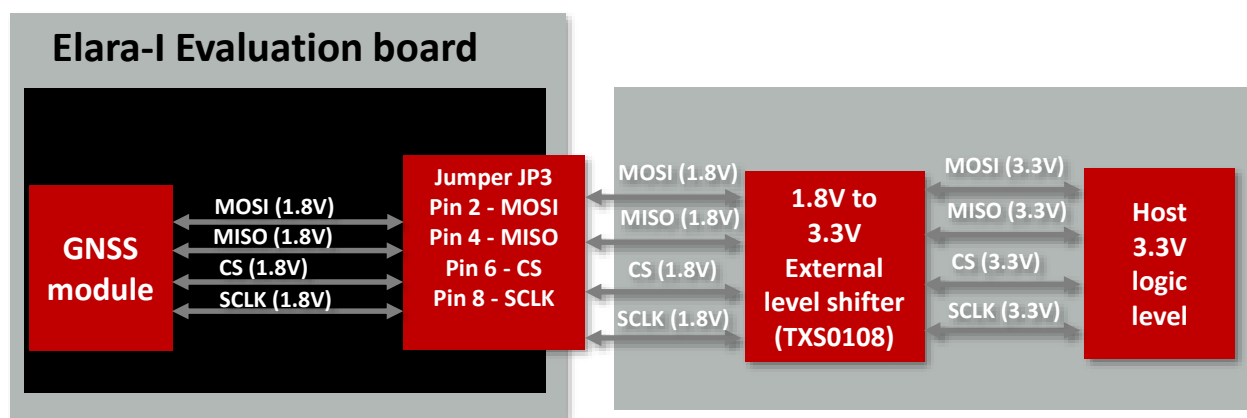 Elara-I Evaluation board
GNSS
module
MOSI (1.8V)
MISO (1.8V)
CS (1.8V)
SCLK (1.8V)
Jumper JP3
Pin 2 - MOSI
Pin 4 - MISO
Pin 6 - CS
Pin 8 - SCLK
MOSI (1.8V)
MISO (1.8V)
CS (1.8V)
SCLK (1.8V)
1.8V to
3.3V
External
level shifter
(TXS0108)
MOSI (3.3V)
MISO (3.3V)
CS (3.3V)
SCLK (3.3V)
Host
3.3V
logic
level